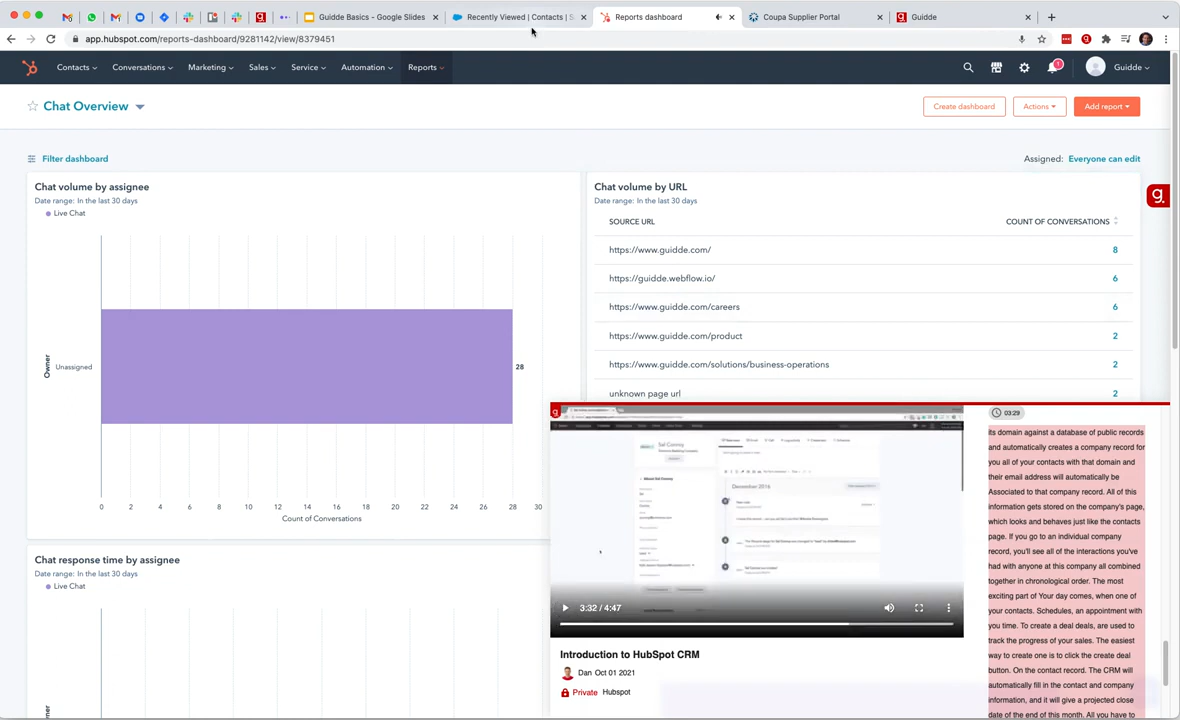 Guidde Basics - Google Slides
Recently Viewed | Contacts | S
Reports dashboard
Coupa Supplier Portal
Guidde
app.hubspot.com/reports-dashboard/9281142/view/8379451
Contacts
Conversations
Marketing
Sales
Service
Automation
Reports
1
Guidde
Chat Overview
Create dashboard
Actions
Add report
Filter dashboard
Assigned: Everyone can edit
Chat volume by assignee
Date range: In the last 30 days
Live Chat
Owner
Unassigned
28
0 2 4 6 8 10 12 14 16 18 20 22 24 26 28 30
Count of Conversations
Chat volume by URL
Date range: In the last 30 days
SOURCE URL
COUNT OF CONVERSATIONS
https://www.guidde.com/ 8
https://guidde.webflow.io/ 6
https://www.guidde.com/careers 6
https://www.guidde.com/product 2
https://www.guidde.com/solutions/business-operations 2
unknown page url 2
g
Chat response time by assignee
Date range: In the last 30 days
Live Chat
g
December 2016
3:32 / 4:47
Introduction to HubSpot CRM
Dan Oct 01 2021
Private Hubspot
03:29
its domain against a database of public records
and automatically creates a company record for
you all of your contacts with that domain and
their email address will automatically be
Associated to that company record. All of this
information gets stored on the company's page,
which looks and behaves just like the contacts
page. If you go to an individual company
record, you'll see all of the interactions you've
had with anyone at this company all combined
together in chronological order. The most
exciting part of Your day comes, when one of
your contacts. Schedules, an appointment with
you time. To create a deal deals, are used to
track the progress of your sales. The easiest
way to create one is to click the create deal
button. On the contact record. The CRM will
automatically fill in the contact and company
information, and it will give a projected close
date of the end of this month. All you have to